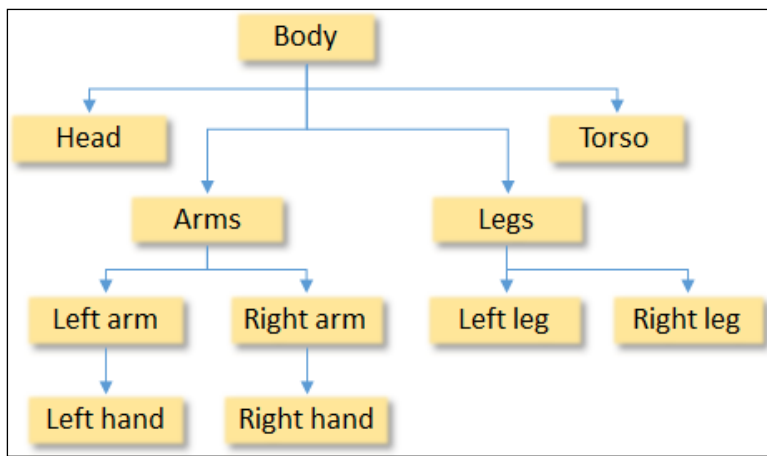 Body
Head
Torso
Arms
Legs
Left arm
Right arm
Left leg
Right leg
Left hand
Right hand